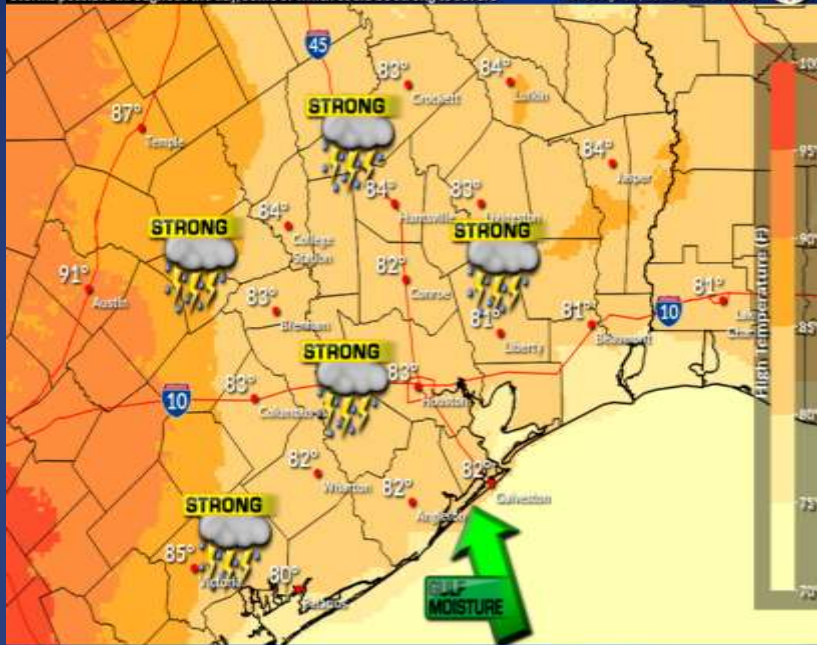 45
83°
84°
Crockett
Lufkin
STRONG
87°
Temple
84°
Jasper
84°
83°
Huntsville
Livingston
STRONG
84°
STRONG
College
Station
91°
82°
Austin
Conroe
83°
81°
Brenham
10
81°
81°
Liberty
Beaumont
Lake
STRONG
83°
83°
Houston
10
Columbus
82°
82°
Wharton
82°
Galveston
Angleton
STRONG
85°
Victoria
80°
Palacios
GULF
MOISTURE
High Temperature (F)
100°
95°
90°
85°
80°
75°
70°